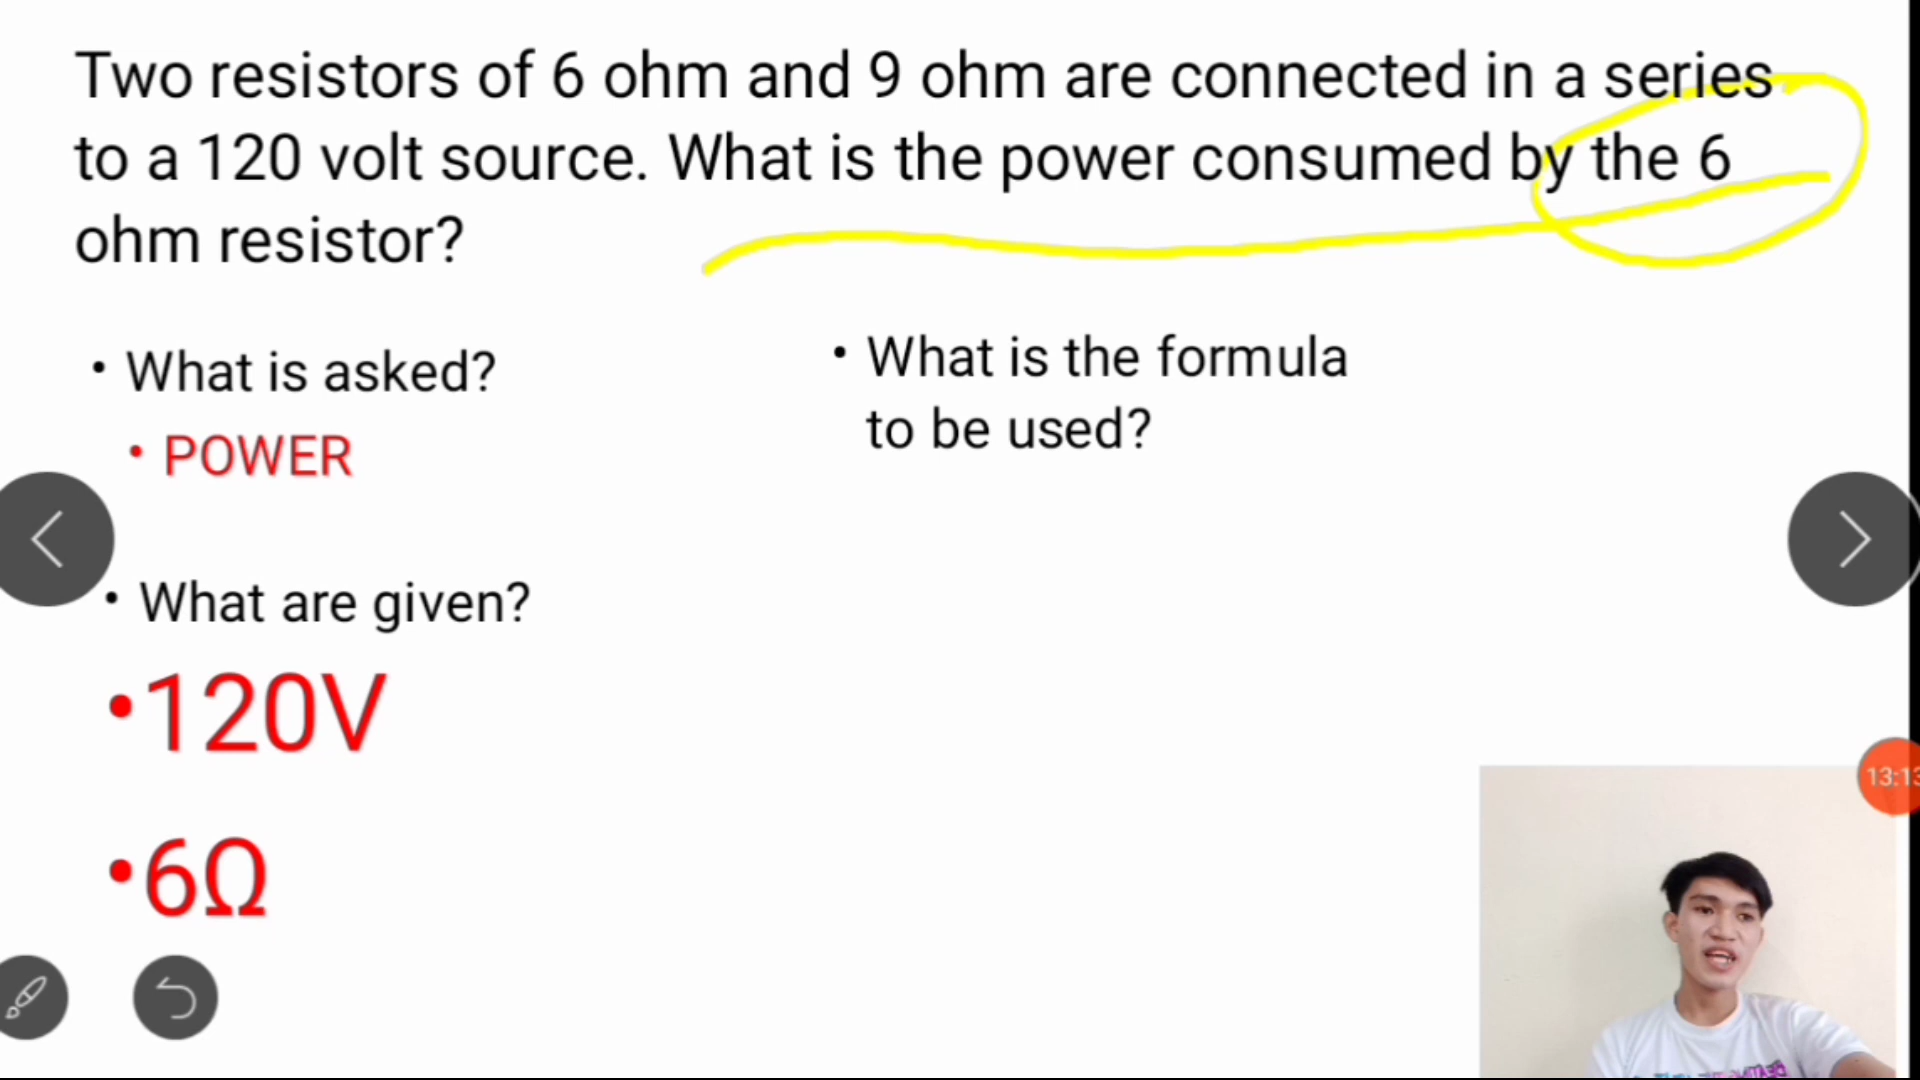 Two resistors of 6 ohm and 9 ohm are connected in a series
to a 120 volt source. What is the power consumed by the 6
ohm resistor?
• What is asked?
• POWER
• What are given?
•120V
•6Ω
• What is the formula
to be used?
13:13